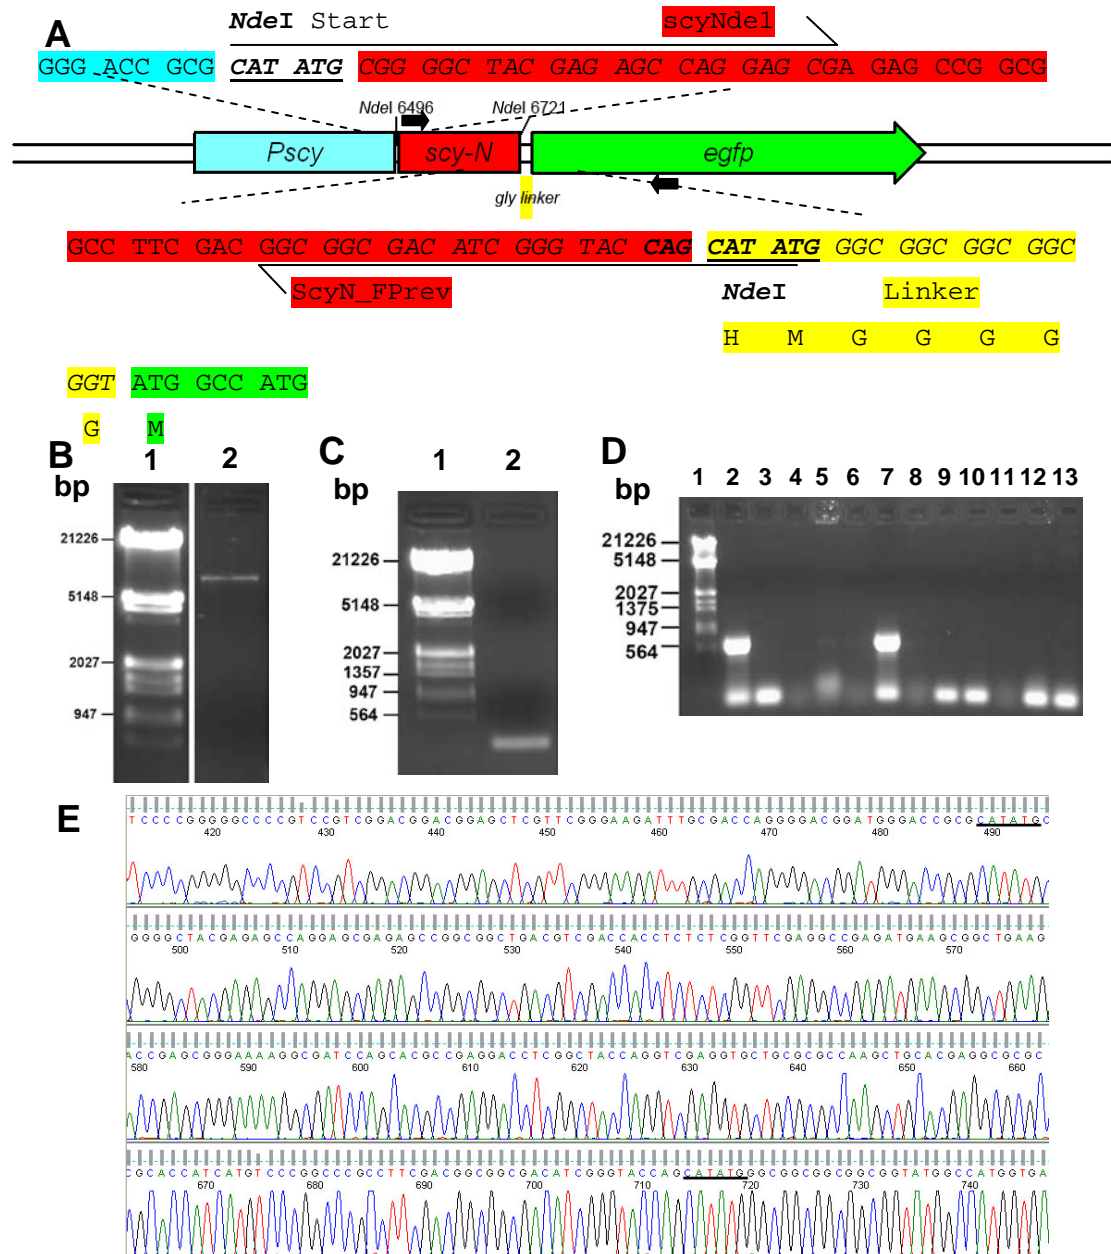 A
NdeI Start
scyNde1
GGG ACC GCG CAT ATG CGG GGC TAC GAG AGC CAG GAG CGA GAG CCG GCG
NdeI 6496
NdeI 6721
Pscy
scy-N
egfp
gly linker
GCC TTC GAC GGC GGC GAC ATC GGG TAC CAG CAT ATG GGC GGC GGC GGC
ScyN_FPrev
NdeI
Linker
H M G G G G
GGT ATG GCC ATG
G M
B
1 2
bp
21226
5148
2027
947
C
1 2
bp
21226
5148
2027
1357
947
564
D
1 2 3 4 5 6 7 8 9 10 11 12 13
bp
21226
5148
2027
1375
947
564
E
TCCCCGGGGGCCCCGTCCGTCGGACGGACGGAGCTCGTTCGGGAAGATTTGCGACCAGGGGACGGATGGGACCGCGCATATGC
420 430 440 450 460 470 480 490
GGGGCTACGAGAGCCAGGAGCGAGAGCCGGCGGCTGACGTCGACCACCTCTCTCGGTTCGAGGCCGAGATGAAGCGGCTGAAG
500 510 520 530 540 550 560 570
ACCGAGCGGGAAAAGGCGATCCAGCACGCCGAGGACCTCGGCTACCAGGTCGAGGTGCTGCGCGCCAAGCTGCACGAGGCGCGC
580 590 600 610 620 630 640 650 660
CGCACCATCATGTCCCGGCCCGCCTTCGACGGCGGCGACATCGGGTACCAGCATATGGGCGGCGGCGGCGGTATGGCCATGGTGA
670 680 690 700 710 720 730 740